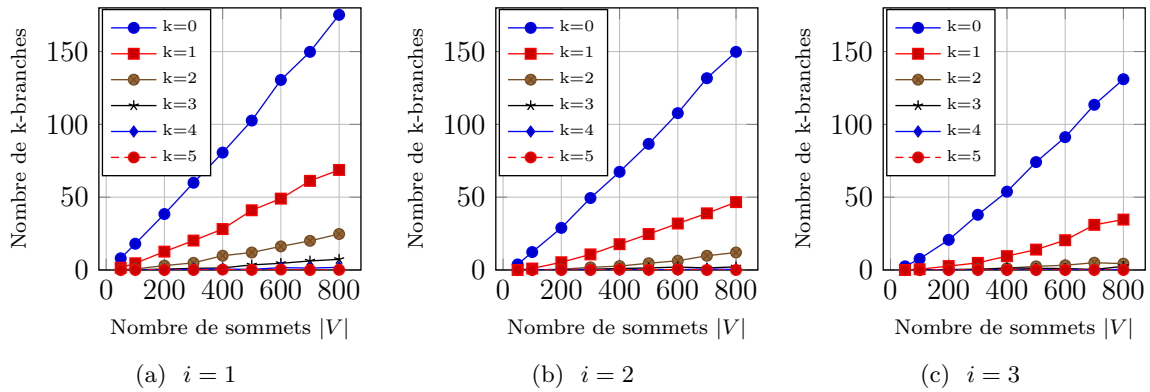 Nombre de k-branches
150
100
50
0
k=0
k=1
k=2
k=3
k=4
k=5
0 200 400 600 800
Nombre de sommets |V|
(a) i = 1
Nombre de k-branches
150
100
50
0
k=0
k=1
k=2
k=3
k=4
k=5
0 200 400 600 800
Nombre de sommets |V|
(b) i = 2
Nombre de k-branches
150
100
50
0
k=0
k=1
k=2
k=3
k=4
k=5
0 200 400 600 800
Nombre de sommets |V|
(c) i = 3